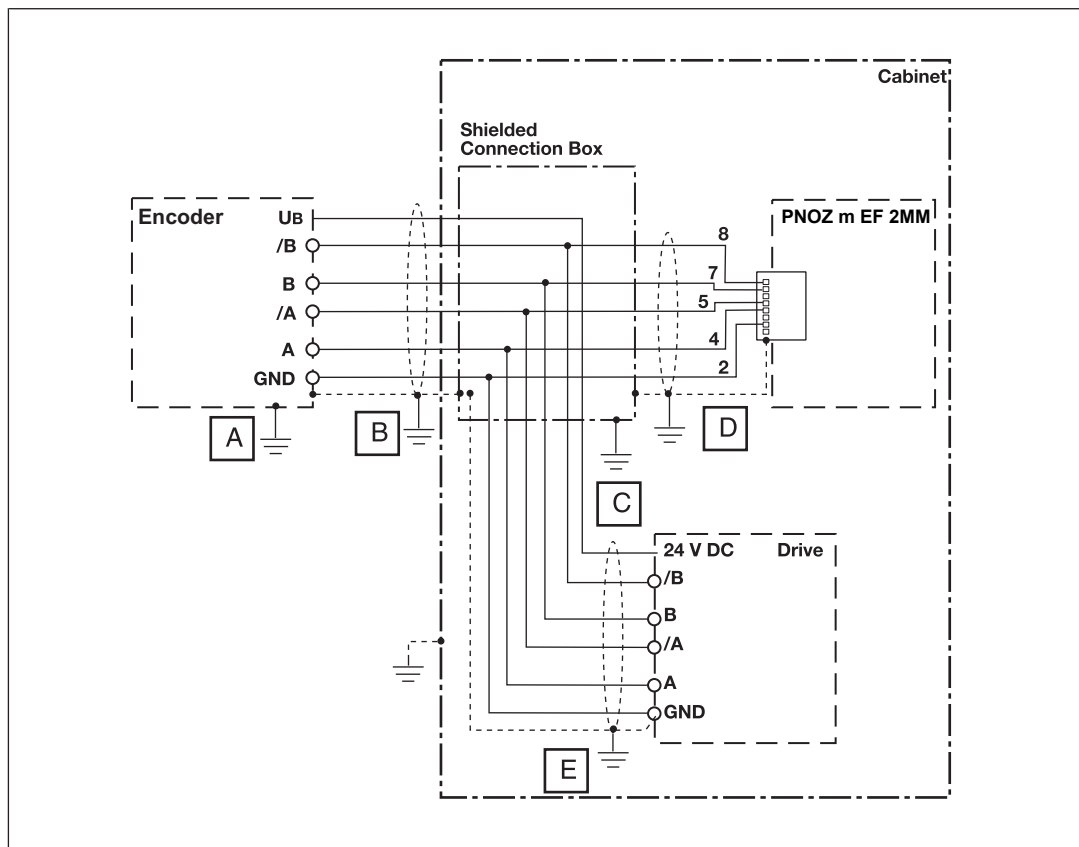 Cabinet
Shielded
Connection Box
Encoder
UB
/B
B
/A
A
GND
8
7
5
4
2
PNOZ m EF 2MM
A
B
C
D
24 V DC
Drive
/B
B
/A
A
GND
E